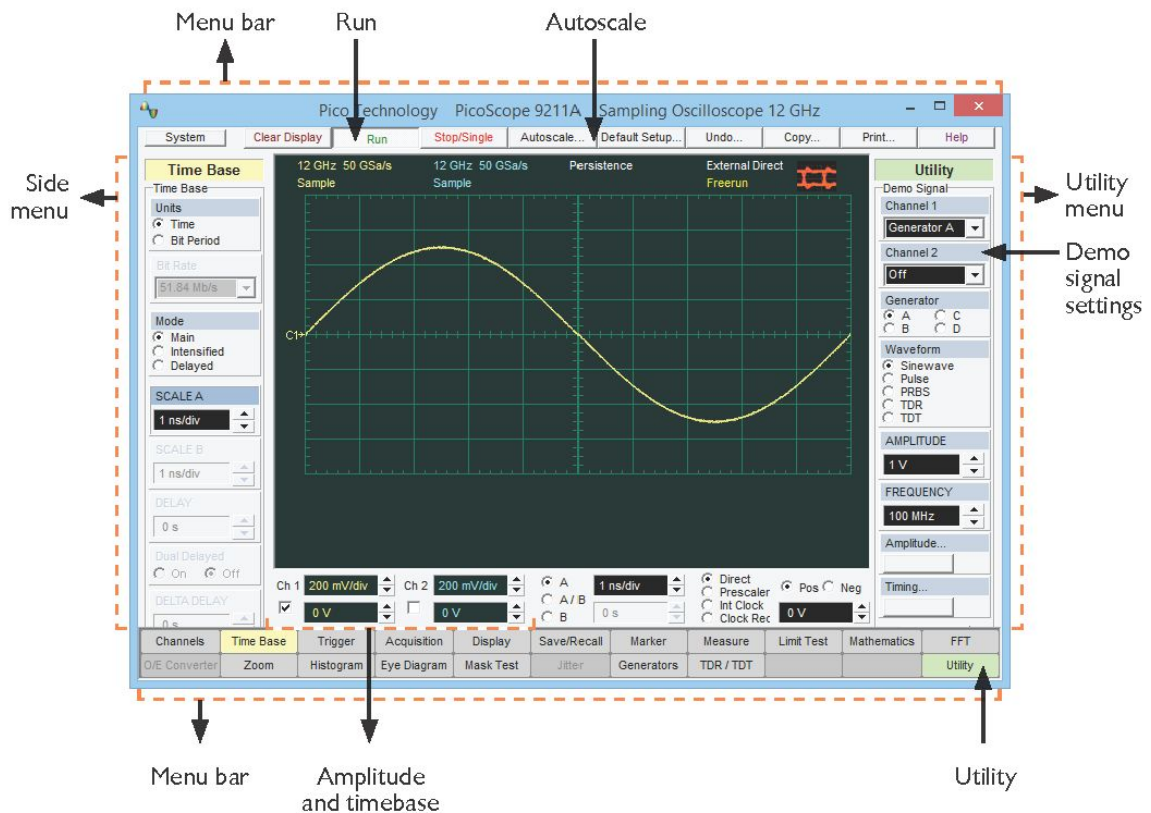 Menu bar
Run
Autoscale
Pico Technology PicoScope 9211A Sampling Oscilloscope 12 GHz
System
Clear Display
Run
Stop/Single
Autoscale...
Default Setup...
Undo...
Copy...
Print...
Help
Side
menu
Time Base
Time Base
Units
Time
Bit Period
Bit Rate
51.84 Mb/s
Mode
Main
Intensified
Delayed
SCALE A
1 ns/div
SCALE B
1 ns/div
DELAY
0 s
Dual Delayed
On Off
DELTA DELAY
0 s
12 GHz 50 GSa/s
Sample
12 GHz 50 GSa/s
Sample
Persistence
External Direct
Freerun
C1
Utility
Demo Signal
Channel 1
Generator A
Channel 2
Off
Generator
A C
B D
Waveform
Sinewave
Pulse
PRBS
TDR
TDT
AMPLITUDE
1 V
FREQUENCY
100 MHz
Amplitude...
Timing...
Utility
menu
Demo
signal
settings
Ch 1 200 mV/div
0 V
Ch 2 200 mV/div
0 V
A
A / B
B
1 ns/div
0 s
Direct
Prescaler
Int Clock
Clock Rec
Pos Neg
0 V
Channels Time Base Trigger Acquisition Display Save/Recall Marker Measure Limit Test Mathematics FFT
O/E Converter Zoom Histogram Eye Diagram Mask Test Jitter Generators TDR / TDT Utility
Menu bar
Amplitude
and timebase
Utility